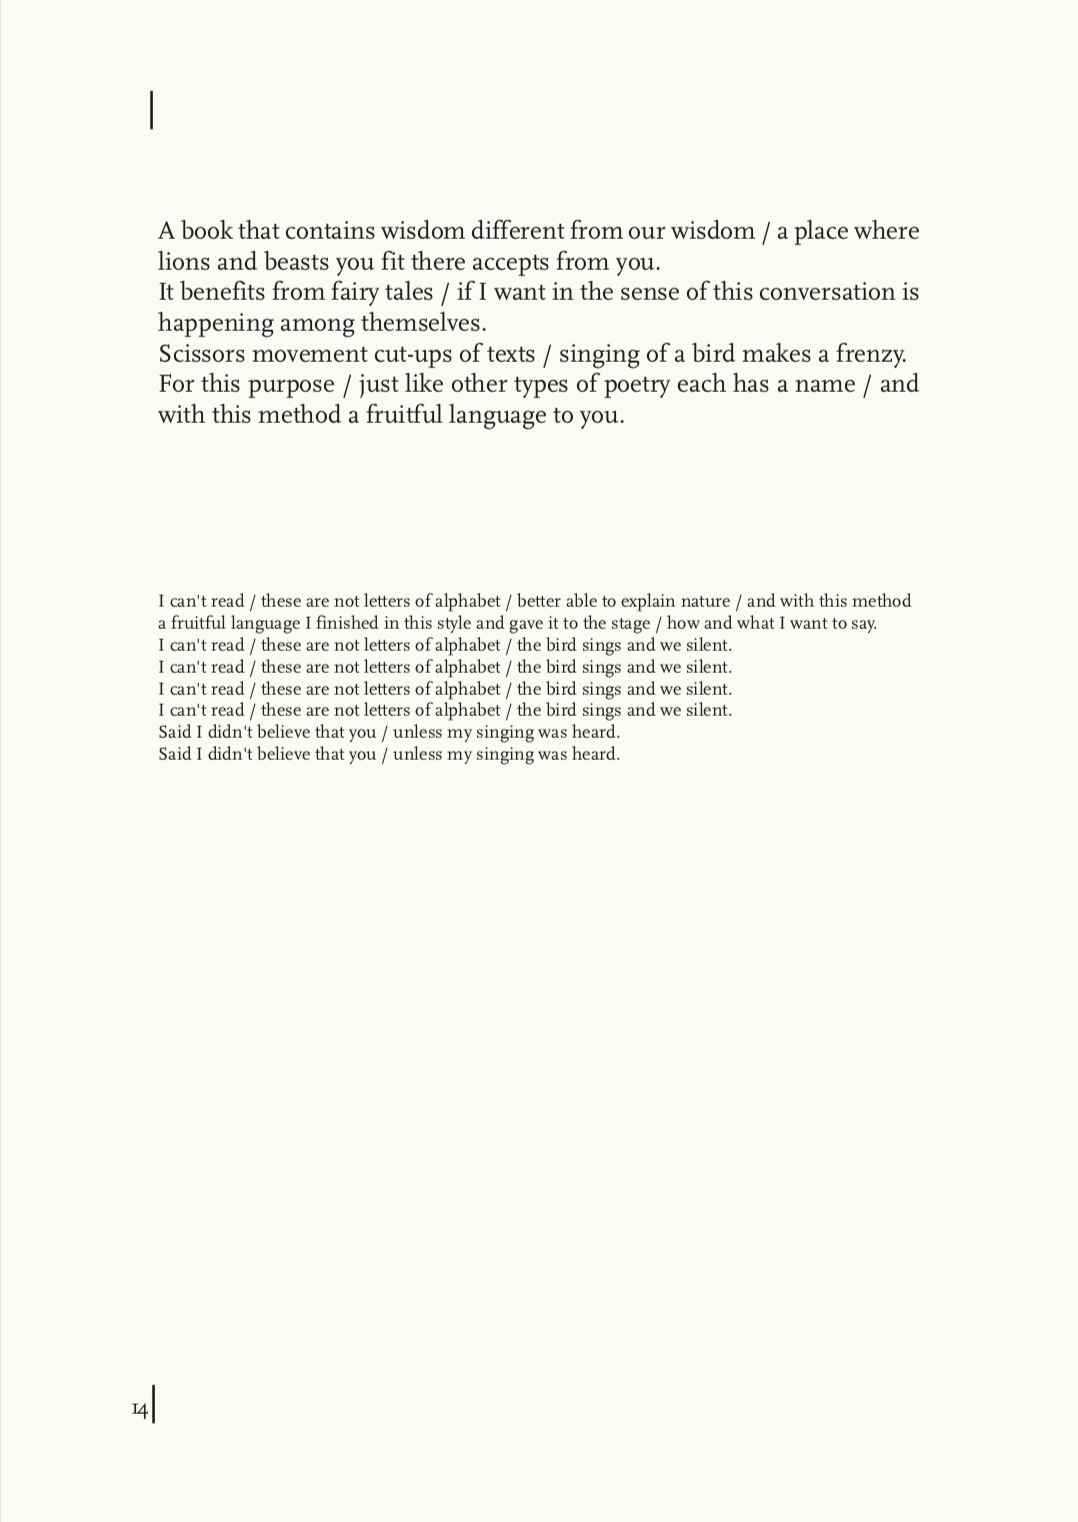 A book that contains wisdom different from our wisdom / a place where
lions and beasts you fit there accepts from you.
It benefits from fairy tales / if I want in the sense of this conversation is
happening among themselves.
Scissors movement cut-ups of texts / singing of a bird makes a frenzy.
For this purpose / just like other types of poetry each has a name / and
with this method a fruitful language to you.
I can't read / these are not letters of alphabet / better able to explain nature / and with this method
a fruitful language I finished in this style and gave it to the stage / how and what I want to say.
I can't read / these are not letters of alphabet / the bird sings and we silent.
I can't read / these are not letters of alphabet / the bird sings and we silent.
I can't read / these are not letters of alphabet / the bird sings and we silent.
I can't read / these are not letters of alphabet / the bird sings and we silent.
Said I didn't believe that you / unless my singing was heard.
Said I didn't believe that you / unless my singing was heard.
14